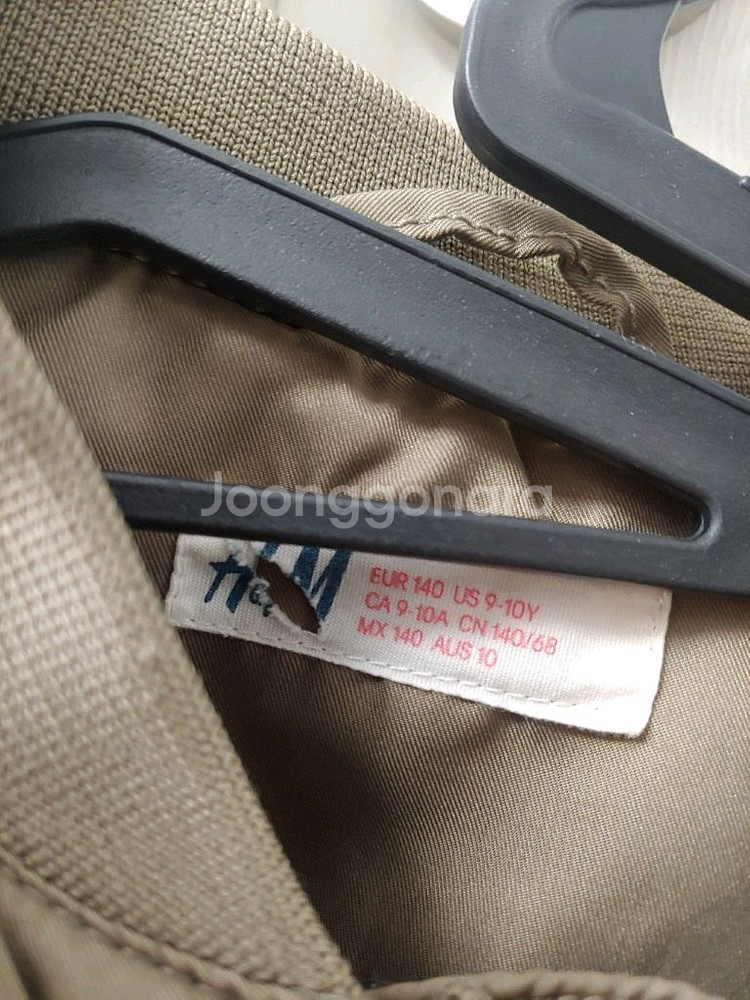 Joonggonara
H&M
EUR 140 US 9-10Y
CA 9-10A CN 140/68
MX 140 AUS 10